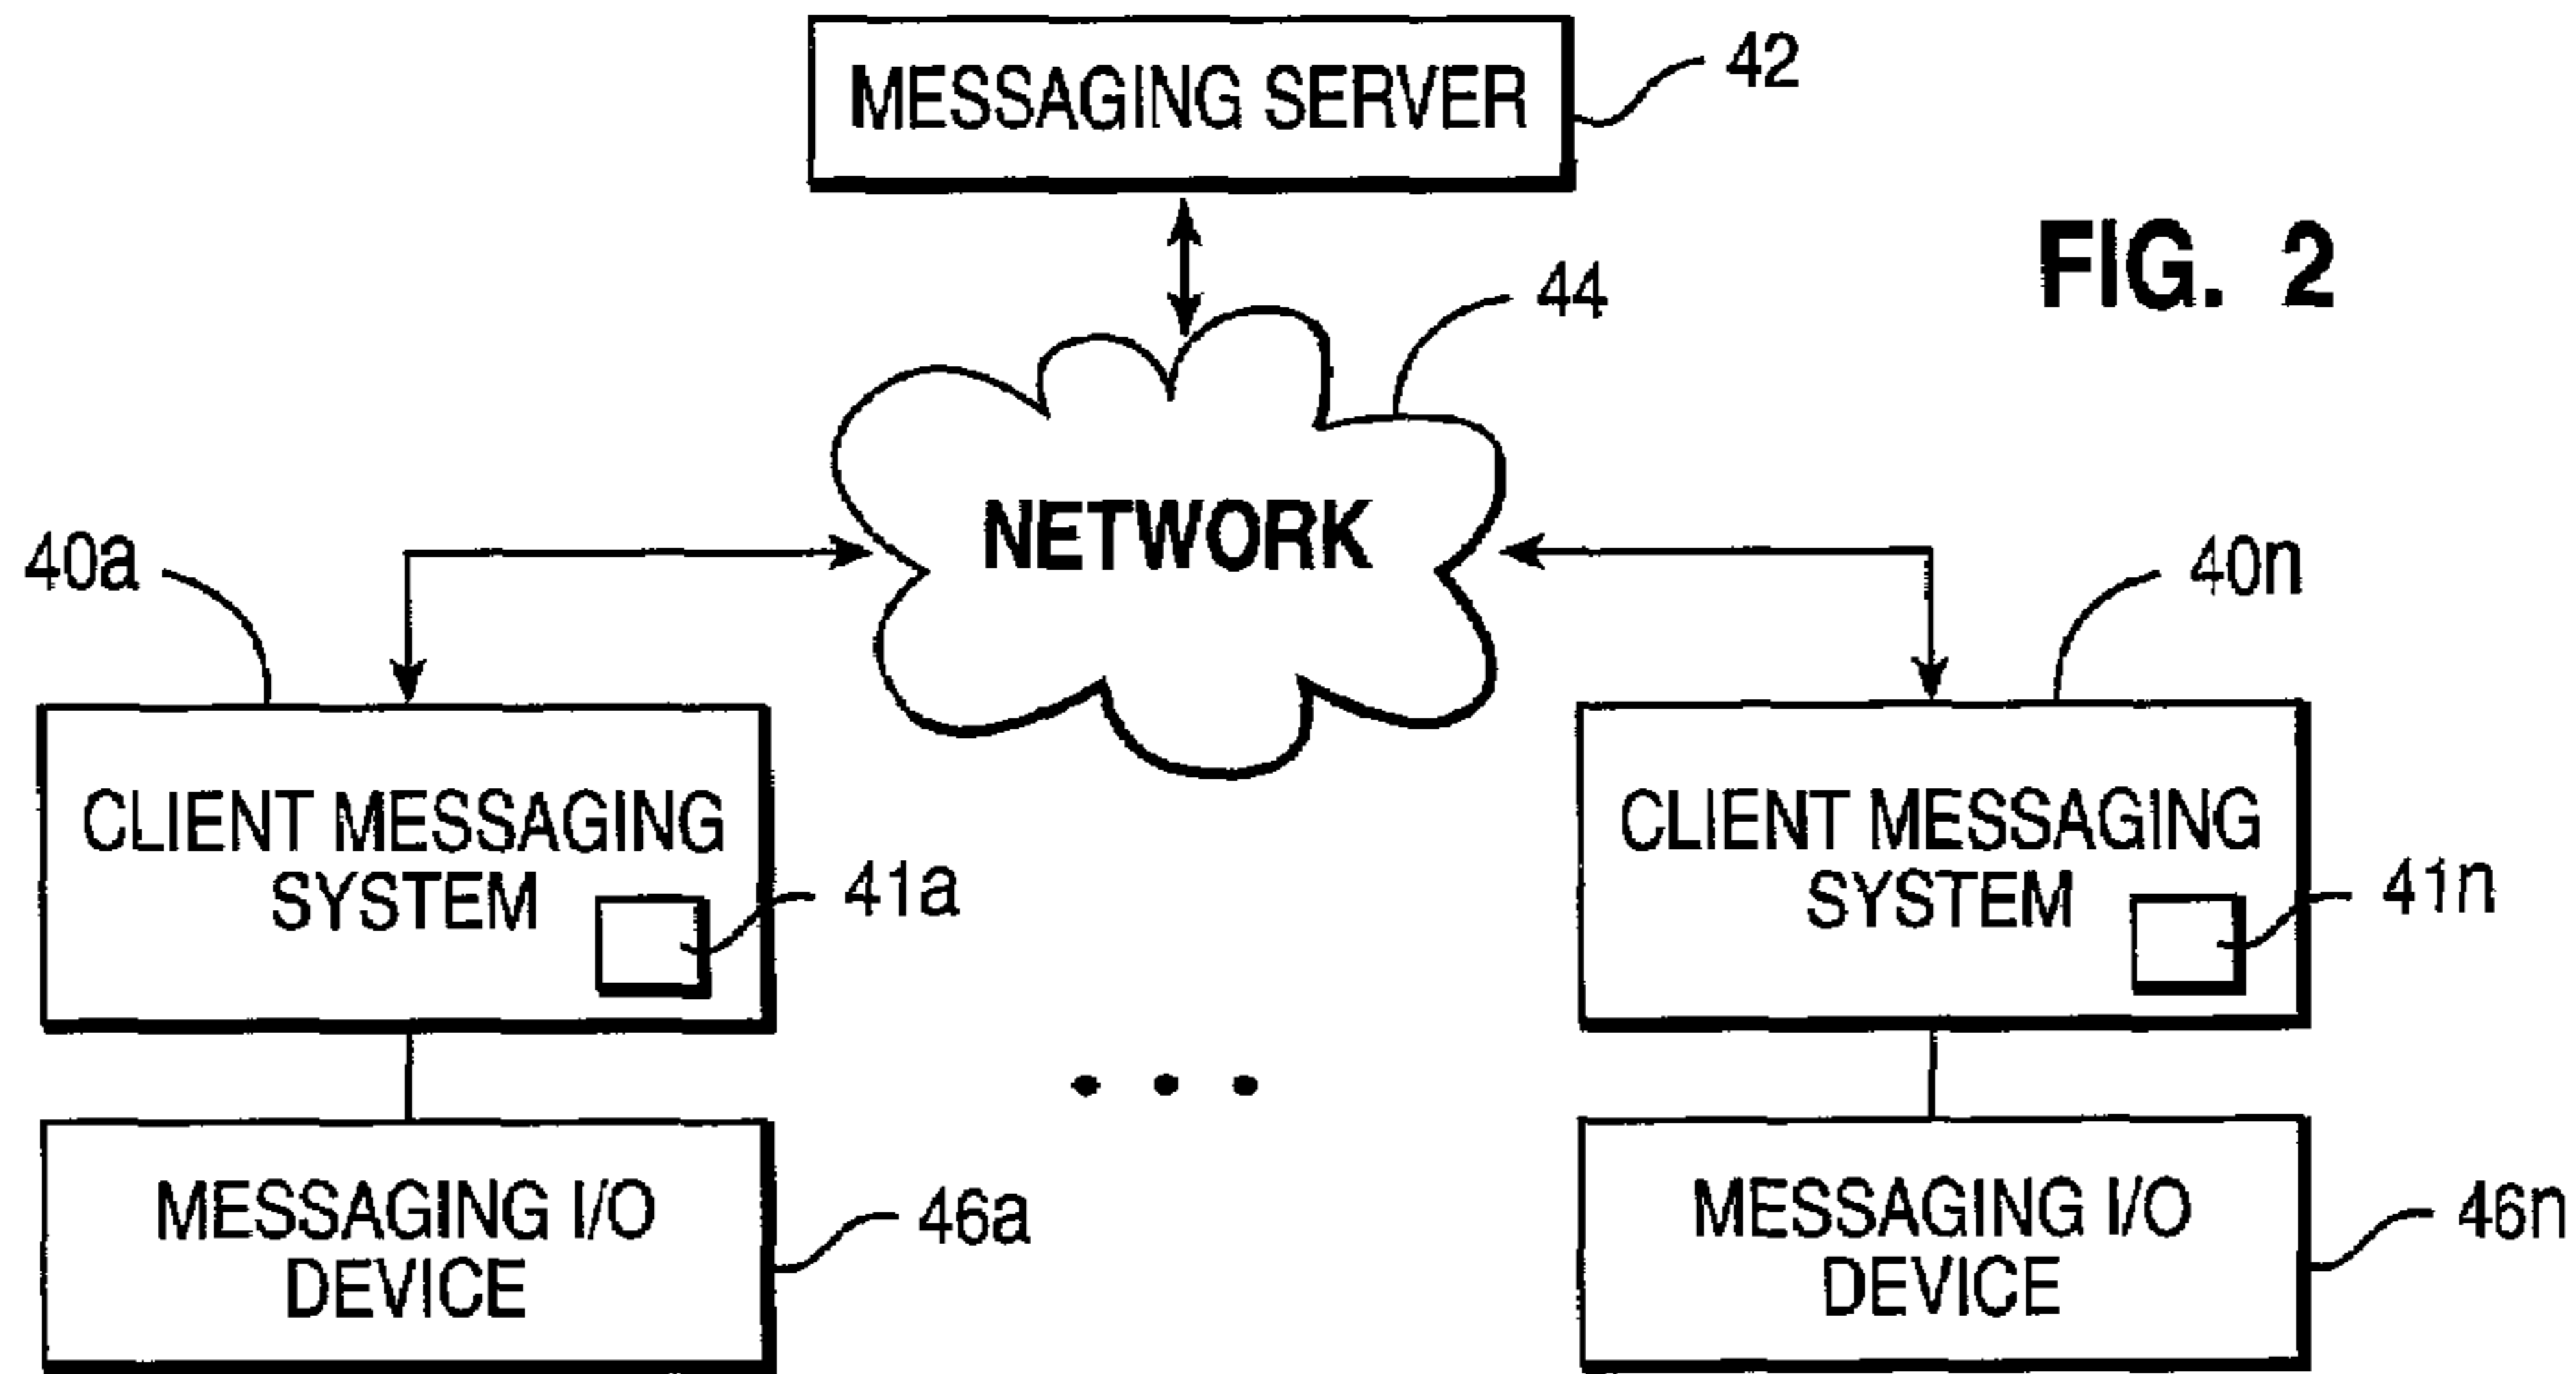 MESSAGING SERVER
42
FIG. 2
44
NETWORK
40a
40n
CLIENT MESSAGING
SYSTEM
41a
CLIENT MESSAGING
SYSTEM
41n
MESSAGING I/O
DEVICE
46a
MESSAGING I/O
DEVICE
46n